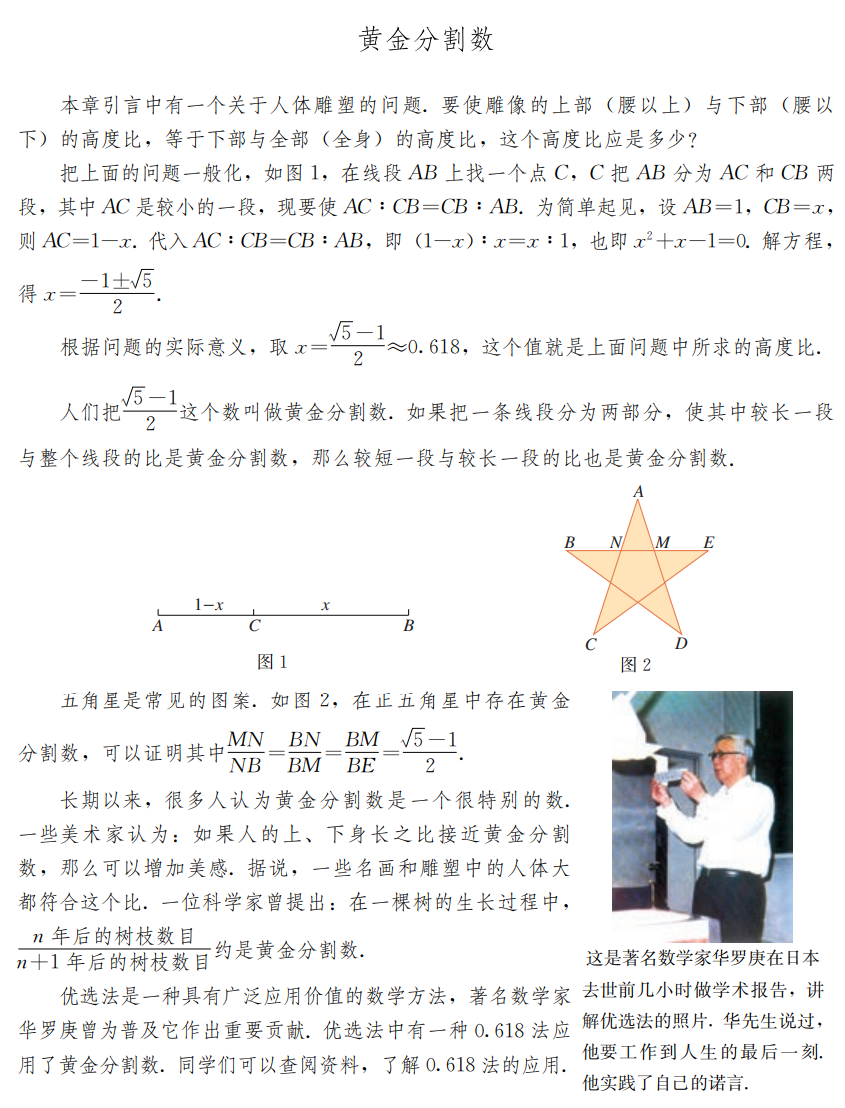 黄金分割数
本章引言中有一个关于人体雕塑的问题. 要使雕像的上部（腰以上）与下部（腰以
下）的高度比，等于下部与全部（全身）的高度比，这个高度比应是多少?
把上面的问题一般化，如图 1，在线段 AB 上找一个点 C，C 把 AB 分为 AC 和 CB 两
段，其中 AC 是较小的一段，现要使 AC∶CB=CB∶AB. 为简单起见，设 AB=1，CB=x，
则 AC=1-x. 代入 AC∶CB=CB∶AB，即（1-x）∶x=x∶1，也即 x²+x-1=0. 解方程，
得 x=\frac{-1±\sqrt{5}}{2}.
根据问题的实际意义，取 x=\frac{\sqrt{5}-1}{2}≈0.618，这个值就是上面问题中所求的高度比.
人们把\frac{\sqrt{5}-1}{2}这个数叫做黄金分割数. 如果把一条线段分为两部分，使其中较长一段
与整个线段的比是黄金分割数，那么较短一段与较长一段的比也是黄金分割数.
1-x x
A C B
图 1
A
B N M E
C D
图 2
五角星是常见的图案. 如图 2，在正五角星中存在黄金
分割数，可以证明其中\frac{MN}{NB}=\frac{BN}{BM}=\frac{BM}{BE}=\frac{\sqrt{5}-1}{2}.
长期以来，很多人认为黄金分割数是一个很特别的数.
一些美术家认为：如果人的上、下身长之比接近黄金分割
数，那么可以增加美感. 据说，一些名画和雕塑中的人体大
都符合这个比. 一位科学家曾提出：在一棵树的生长过程中，
\frac{n 年后的树枝数目}{n+1 年后的树枝数目}约是黄金分割数.
优选法是一种具有广泛应用价值的数学方法，著名数学家
华罗庚曾为普及它作出重要贡献. 优选法中有一种 0.618 法应
用了黄金分割数. 同学们可以查阅资料，了解 0.618 法的应用.
这是著名数学家华罗庚在日本
去世前几小时做学术报告，讲
解优选法的照片. 华先生说过，
他要工作到人生的最后一刻.
他实践了自己的诺言.